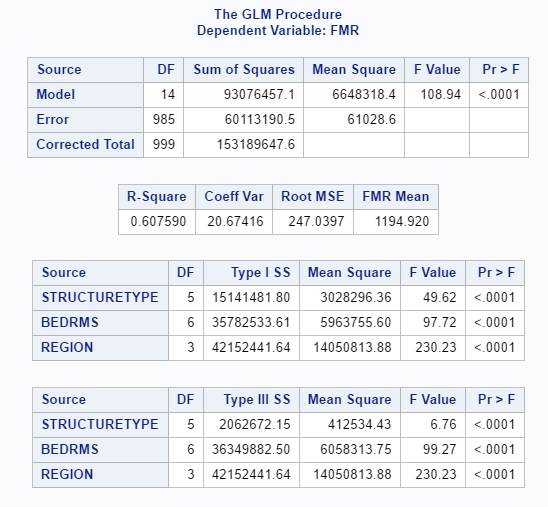 The GLM Procedure
Dependent Variable: FMR
Source DF Sum of Squares Mean Square F Value Pr > F
Model 14 93076457.1 6648318.4 108.94 <.0001
Error 985 60113190.5 61028.6
Corrected Total 999 153189647.6
R-Square Coeff Var Root MSE FMR Mean
0.607590 20.67416 247.0397 1194.920
Source DF Type I SS Mean Square F Value Pr > F
STRUCTURETYPE 5 15141481.80 3028296.36 49.62 <.0001
BEDRMS 6 35782533.61 5963755.60 97.72 <.0001
REGION 3 42152441.64 14050813.88 230.23 <.0001
Source DF Type III SS Mean Square F Value Pr > F
STRUCTURETYPE 5 2062672.15 412534.43 6.76 <.0001
BEDRMS 6 36349882.50 6058313.75 99.27 <.0001
REGION 3 42152441.64 14050813.88 230.23 <.0001